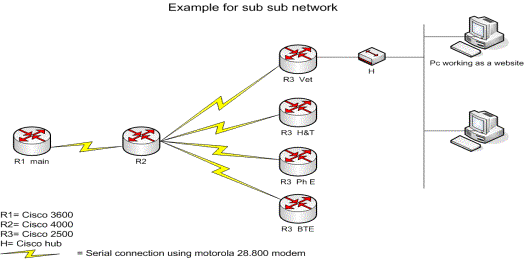 Example for sub sub network
R3 Vet
H
Pc working as a website
R3 H&T
R1 main
R2
R3 Ph E
R3 BTE
R1= Cisco 3600
R2= Cisco 4000
R3= Cisco 2500
H= Cisco hub
= Serial connection using motorola 28.800 modem